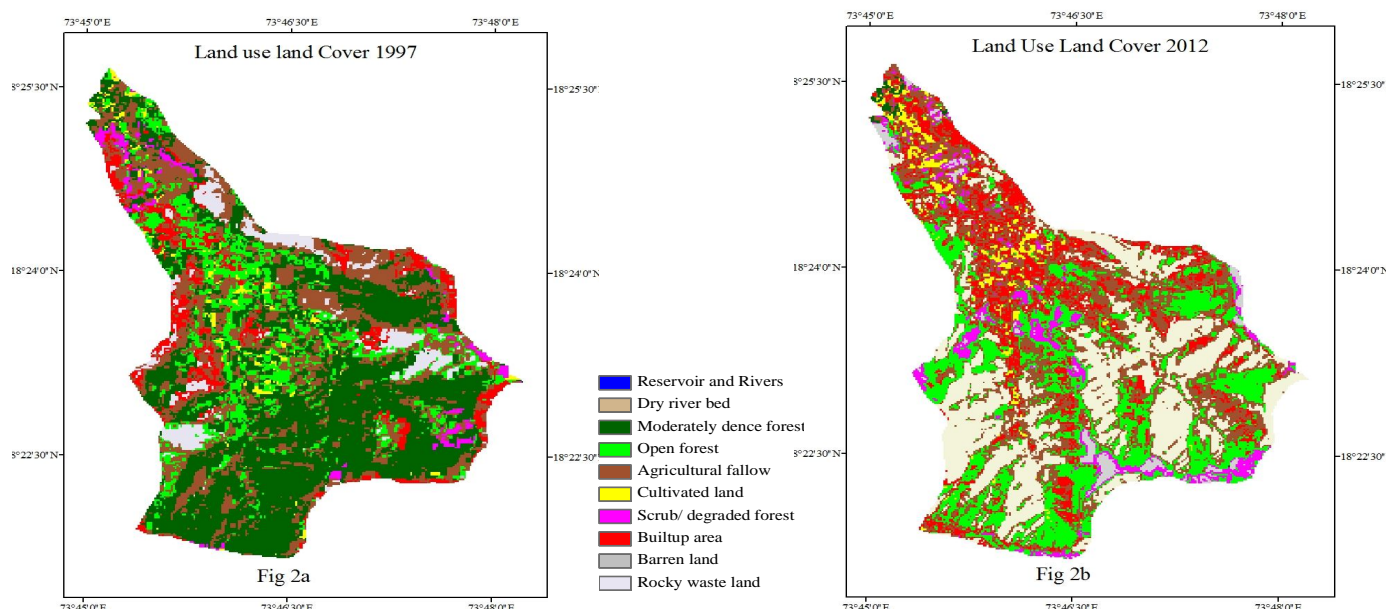 73°45'0"E 73°46'30"E 73°48'0"E
Land use land Cover 1997
8°25'30"N 18°25'30"N
18°24'0"N 18°24'0"N
8°22'30"N 18°22'30"N
Fig 2a
73°45'0"E 73°46'30"E 73°48'0"E
Reservoir and Rivers
Dry river bed
Moderately dence forest
Open forest
Agricultural fallow
Cultivated land
Scrub/ degraded forest
Builtup area
Barren land
Rocky waste land
73°45'0"E 73°46'30"E 73°48'0"E
Land Use Land Cover 2012
8°25'30"N 18°25'30"N
18°24'0"N 18°24'0"N
8°22'30"N 18°22'30"N
Fig 2b
73°45'0"E 73°46'30"E 73°48'0"E